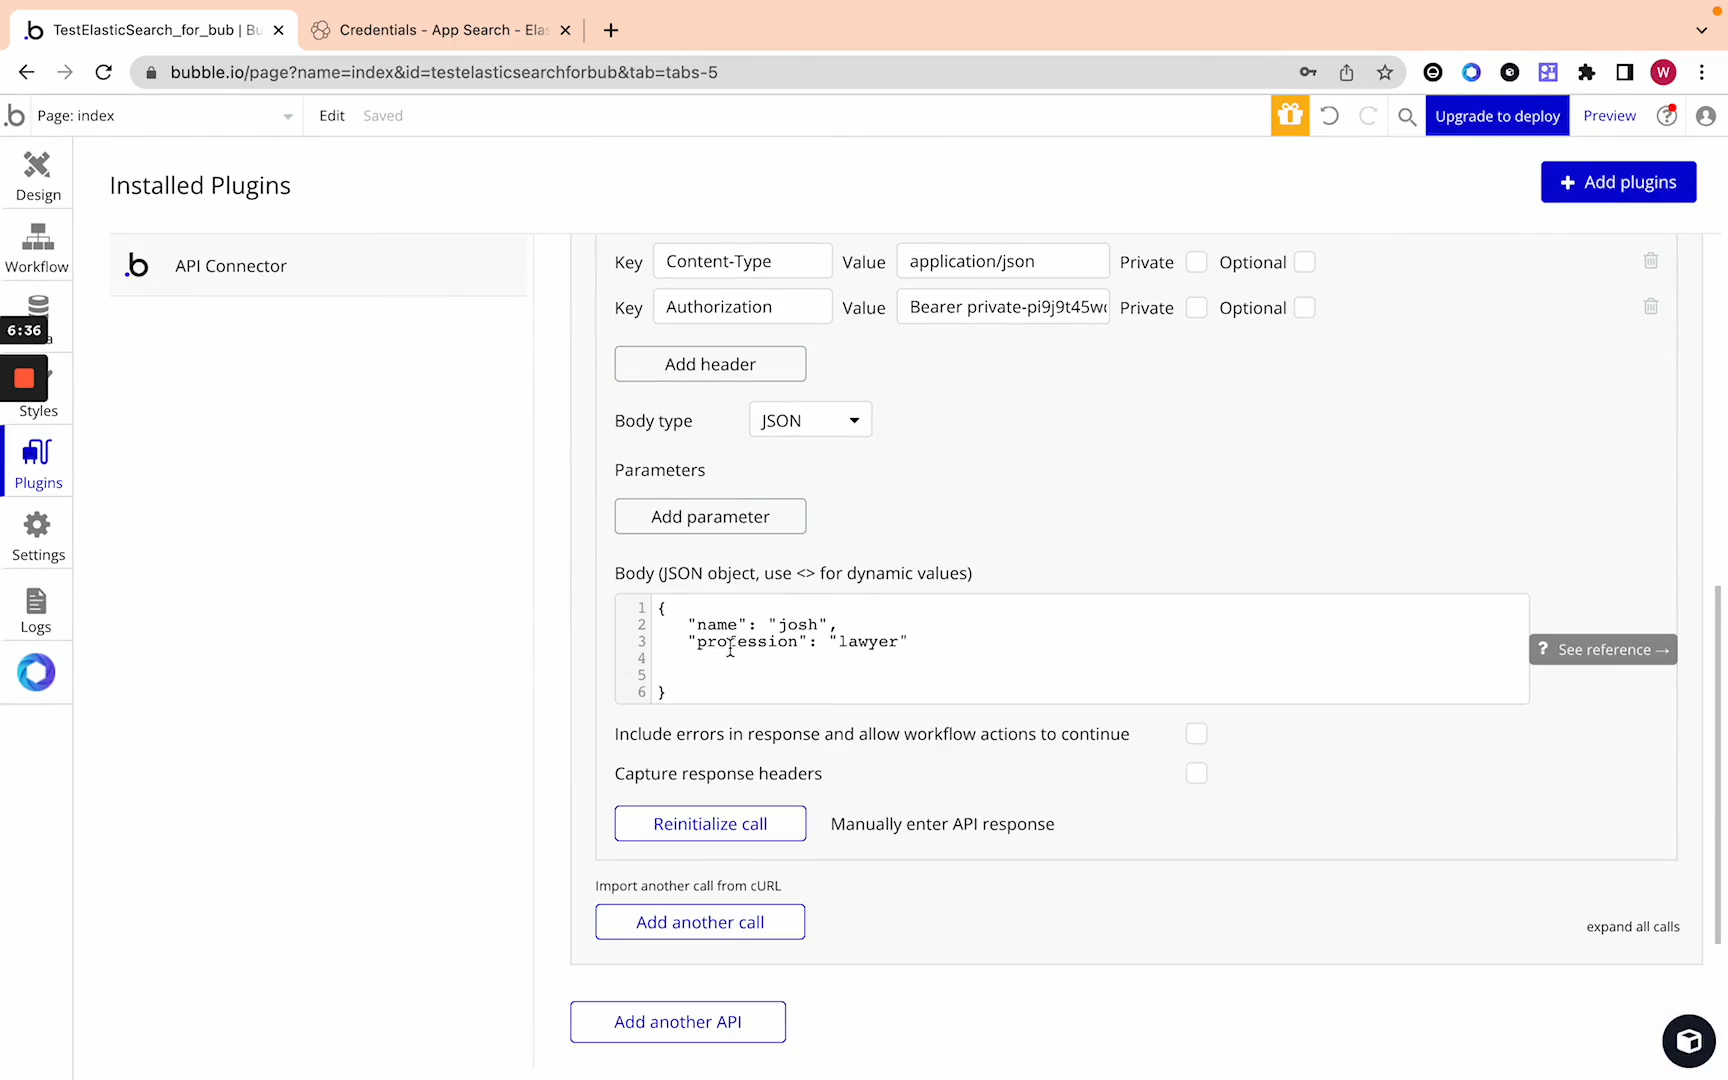 TestElasticSearch_for_bub | Bu
Credentials - App Search - Elas
bubble.io/page?name=index&id=testelasticsearchforbub&tab=tabs-5
W
.b
Page: index
Edit
Saved
Upgrade to deploy
Preview
Design
Workflow
6:36
a
Styles
Plugins
Settings
Logs
Installed Plugins
+ Add plugins
.b API Connector
Key Content-Type Value application/json Private Optional
Key Authorization Value Bearer private-pi9j9t45w Private Optional
Add header
Body type JSON
Parameters
Add parameter
Body (JSON object, use <> for dynamic values)
1 {
2 "name": "josh",
3 "profession": "lawyer"
4
5
6 }
? See reference →
Include errors in response and allow workflow actions to continue
Capture response headers
Reinitialize call
Manually enter API response
Import another call from cURL
Add another call
expand all calls
Add another API